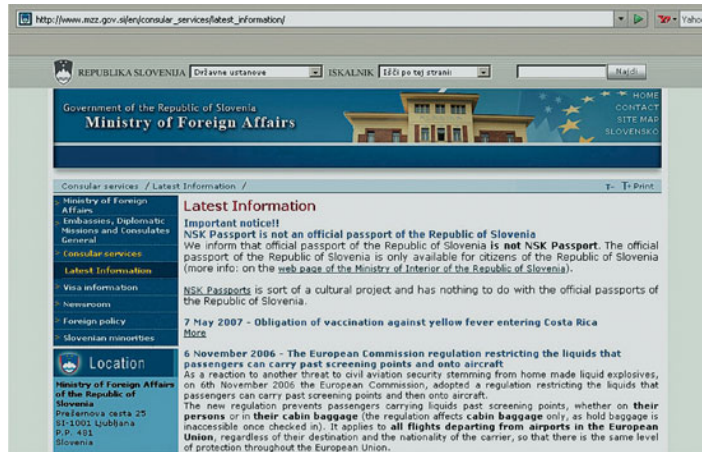 http://www.mzz.gov.si/en/consular_services/latest_information/
Yahoo
REPUBLIKA SLOVENIJA Državne ustanove ISKALNIK Išči po tej strani: Najdi
Government of the Republic of Slovenia
Ministry of Foreign Affairs
HOME
CONTACT
SITE MAP
SLOVENSKO
Consular services / Latest Information /
T- T+ Print
Ministry of Foreign
Affairs
Embassies, Diplomatic
Missions and Consulates
General
Consular services
Latest Information
Visa information
Newsroom
Foreign policy
Slovenian minorities
Location
Ministry of Foreign Affairs
of the Republic of
Slovenia
Prešernova cesta 25
SI-1001 Ljubljana
P.P. 481
Slovenia
Latest Information
Important notice!!
NSK Passport is not an official passport of the Republic of Slovenia
We inform that official passport of the Republic of Slovenia is not NSK Passport. The official
passport of the Republic of Slovenia is only available for citizens of the Republic of Slovenia
(more info: on the web page of the Ministry of Interior of the Republic of Slovenia).
NSK Passports is sort of a cultural project and has nothing to do with the official passports of
the Republic of Slovenia.
7 May 2007 - Obligation of vaccination against yellow fever entering Costa Rica
More
6 November 2006 - The European Commission regulation restricting the liquids that
passengers can carry past screening points and onto aircraft
As a reaction to another threat to civil aviation security stemming from home made liquid explosives,
on 6th November 2006 the European Commission, adopted a regulation restricting the liquids that
passengers can carry past screening points and then onto aircraft.
The new regulation prevents passengers carrying liquids past screening points, whether on their
persons or in their cabin baggage (the regulation affects cabin baggage only, as hold baggage is
inaccessible once checked in). It applies to all flights departing from airports in the European
Union, regardless of their destination and the nationality of the carrier, so that there is the same level
of protection throughout the European Union.